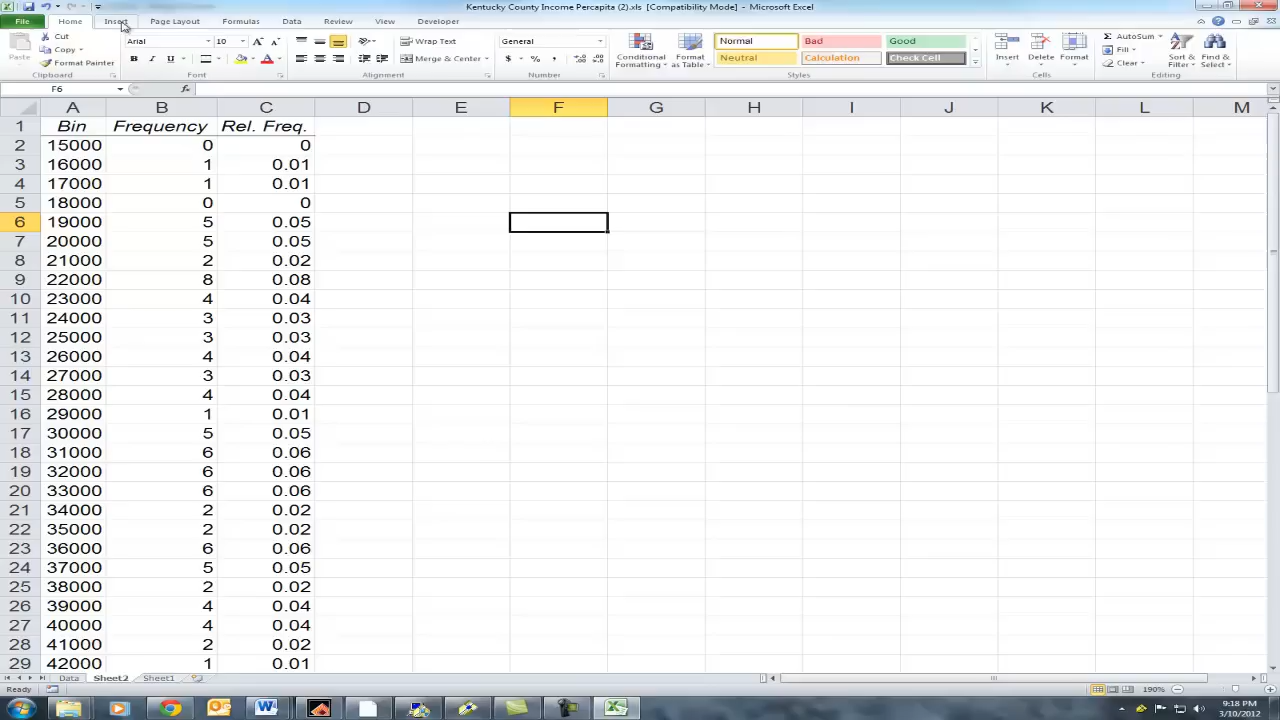 Kentucky County Income Percapita (2).xls [Compatibility Mode] - Microsoft Excel
File Home Insert Page Layout Formulas Data Review View Developer
Paste Cut Copy Format Painter Clipboard
Arial 10 B I U A A A Font
Wrap Text Merge & Center Alignment
General $ % , Number
Conditional Formatting Format as Table Normal Bad Good Neutral Calculation Check Cell Styles
Insert Delete Format Cells
Σ AutoSum Fill Clear Sort & Filter Find & Select Editing
F6 fx
A B C D E F G H I J K L M
1 Bin Frequency Rel. Freq.
2 15000 0 0
3 16000 1 0.01
4 17000 1 0.01
5 18000 0 0
6 19000 5 0.05
7 20000 5 0.05
8 21000 2 0.02
9 22000 8 0.08
10 23000 4 0.04
11 24000 3 0.03
12 25000 3 0.03
13 26000 4 0.04
14 27000 3 0.03
15 28000 4 0.04
16 29000 1 0.01
17 30000 5 0.05
18 31000 6 0.06
19 32000 6 0.06
20 33000 6 0.06
21 34000 2 0.02
22 35000 2 0.02
23 36000 6 0.06
24 37000 5 0.05
25 38000 2 0.02
26 39000 4 0.04
27 40000 4 0.04
28 41000 2 0.02
29 42000 1 0.01
Data Sheet2 Sheet1
Ready 190%
9:18 PM
3/10/2012